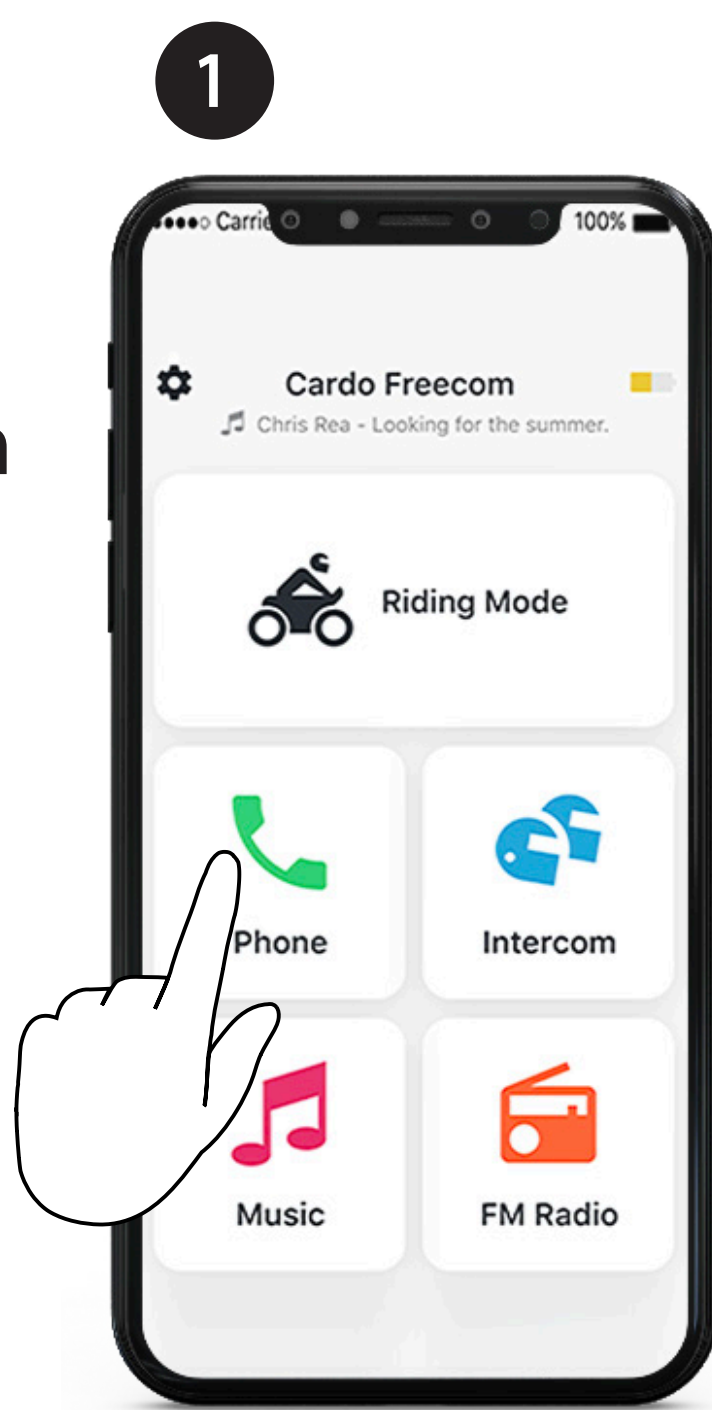 1
Carrie 100%
Cardo Freecom
Chris Rea - Looking for the summer.
Riding Mode
Phone Intercom
Music FM Radio